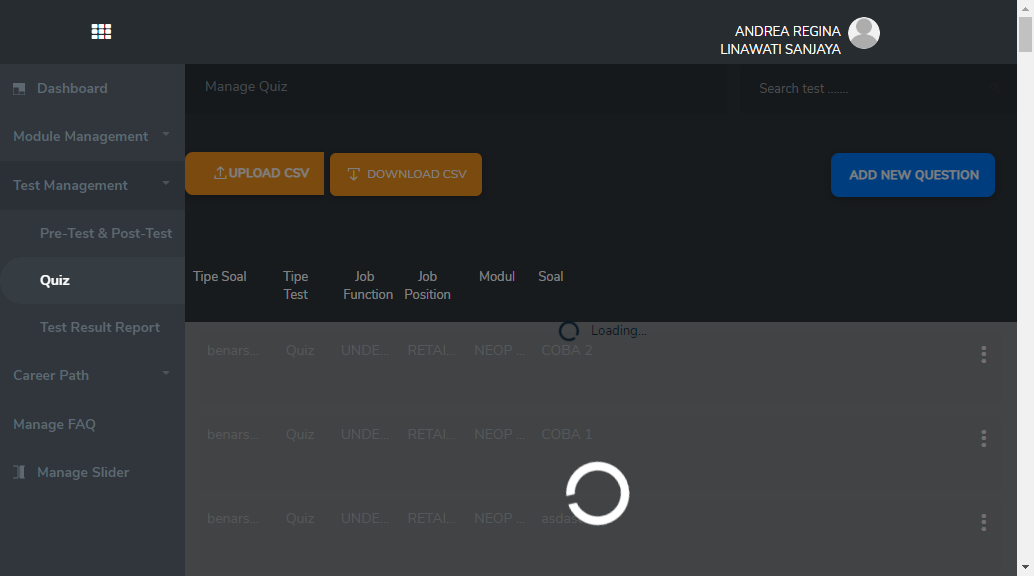 ANDREA REGINA
LINAWATI SANJAYA
Dashboard
Module Management
Test Management
Pre-Test & Post-Test
Quiz
Test Result Report
Career Path
Manage FAQ
Manage Slider
Manage Quiz
Search test .......
UPLOAD CSV
DOWNLOAD CSV
ADD NEW QUESTION
Tipe Soal Tipe Test Job Function Job Position Modul Soal
Loading...
benars... Quiz UNDE... RETAI... NEOP ... COBA 2
benars... Quiz UNDE... RETAI... NEOP ... COBA 1
benars... Quiz UNDE... RETAI... NEOP ...